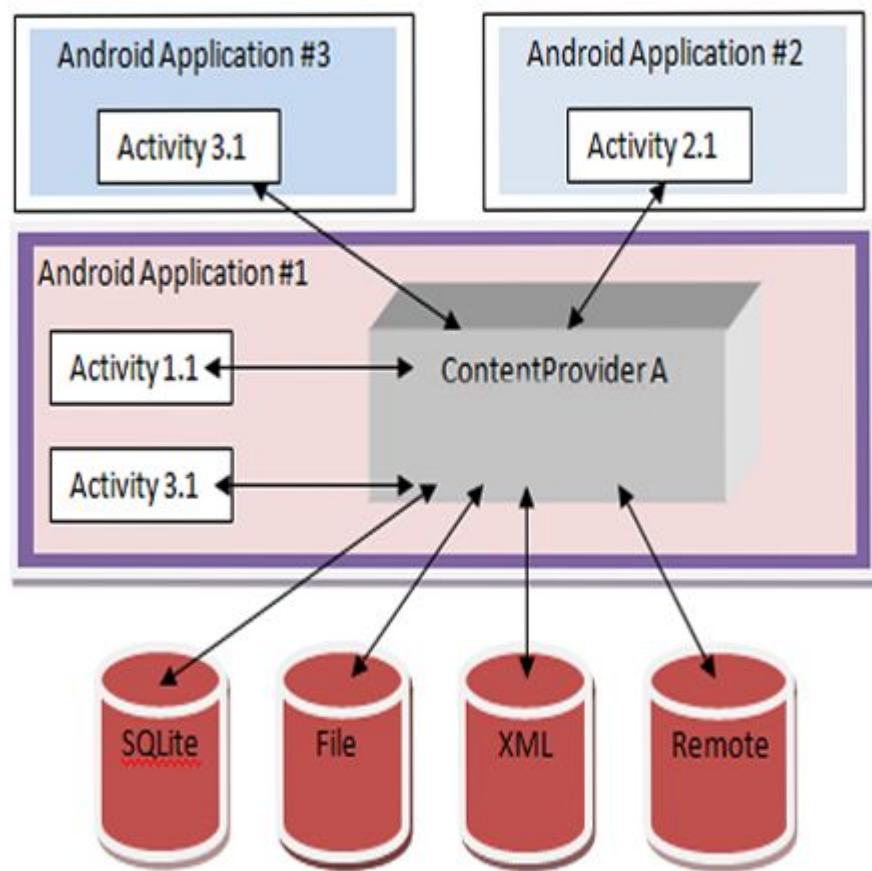 Android Application #3
Activity 3.1
Android Application #2
Activity 2.1
Android Application #1
Activity 1.1
ContentProvider A
Activity 3.1
SQLite
File
XML
Remote